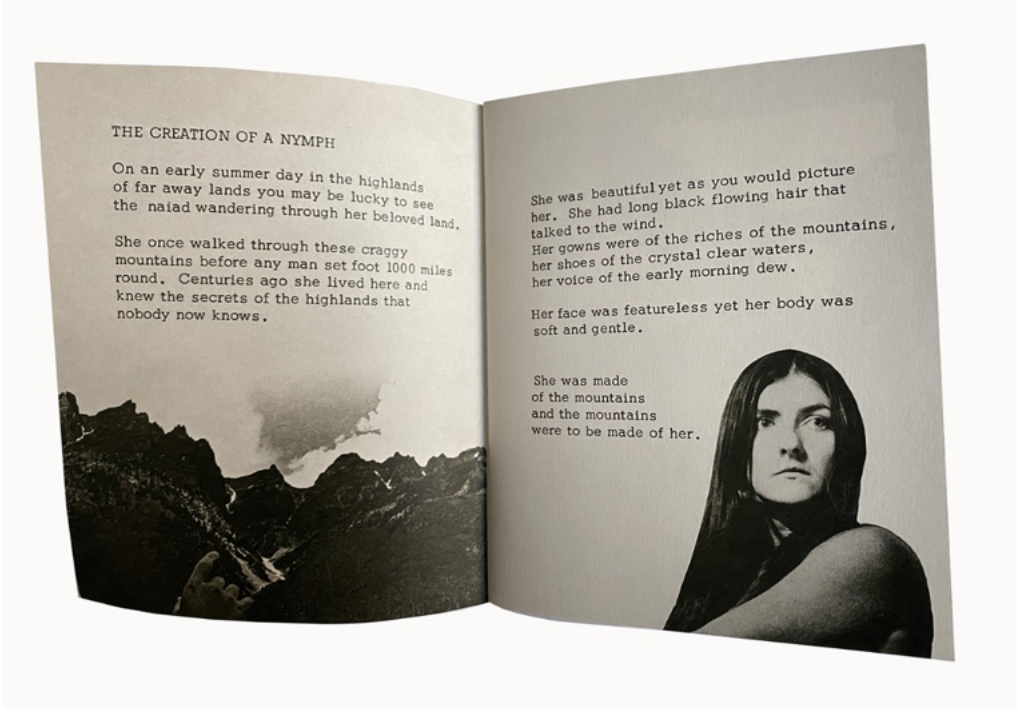 THE CREATION OF A NYMPH
On an early summer day in the highlands
of far away lands you may be lucky to see
the naiad wandering through her beloved land.
She once walked through these craggy
mountains before any man set foot 1000 miles
round. Centuries ago she lived here and
knew the secrets of the highlands that
nobody now knows.
She was beautiful yet as you would picture
her. She had long black flowing hair that
talked to the wind.
Her gowns were of the riches of the mountains,
her shoes of the crystal clear waters,
her voice of the early morning dew.
Her face was featureless yet her body was
soft and gentle.
She was made
of the mountains
and the mountains
were to be made of her.